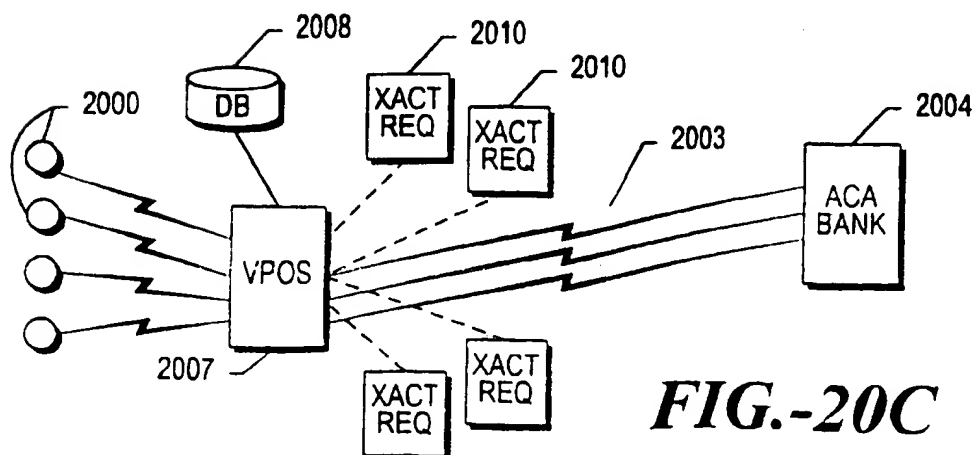 2008
2010
2010
2000
DB
XACT
REQ
XACT
REQ
2003
2004
ACA
BANK
VPOS
2007
XACT
REQ
XACT
REQ
FIG.-20C